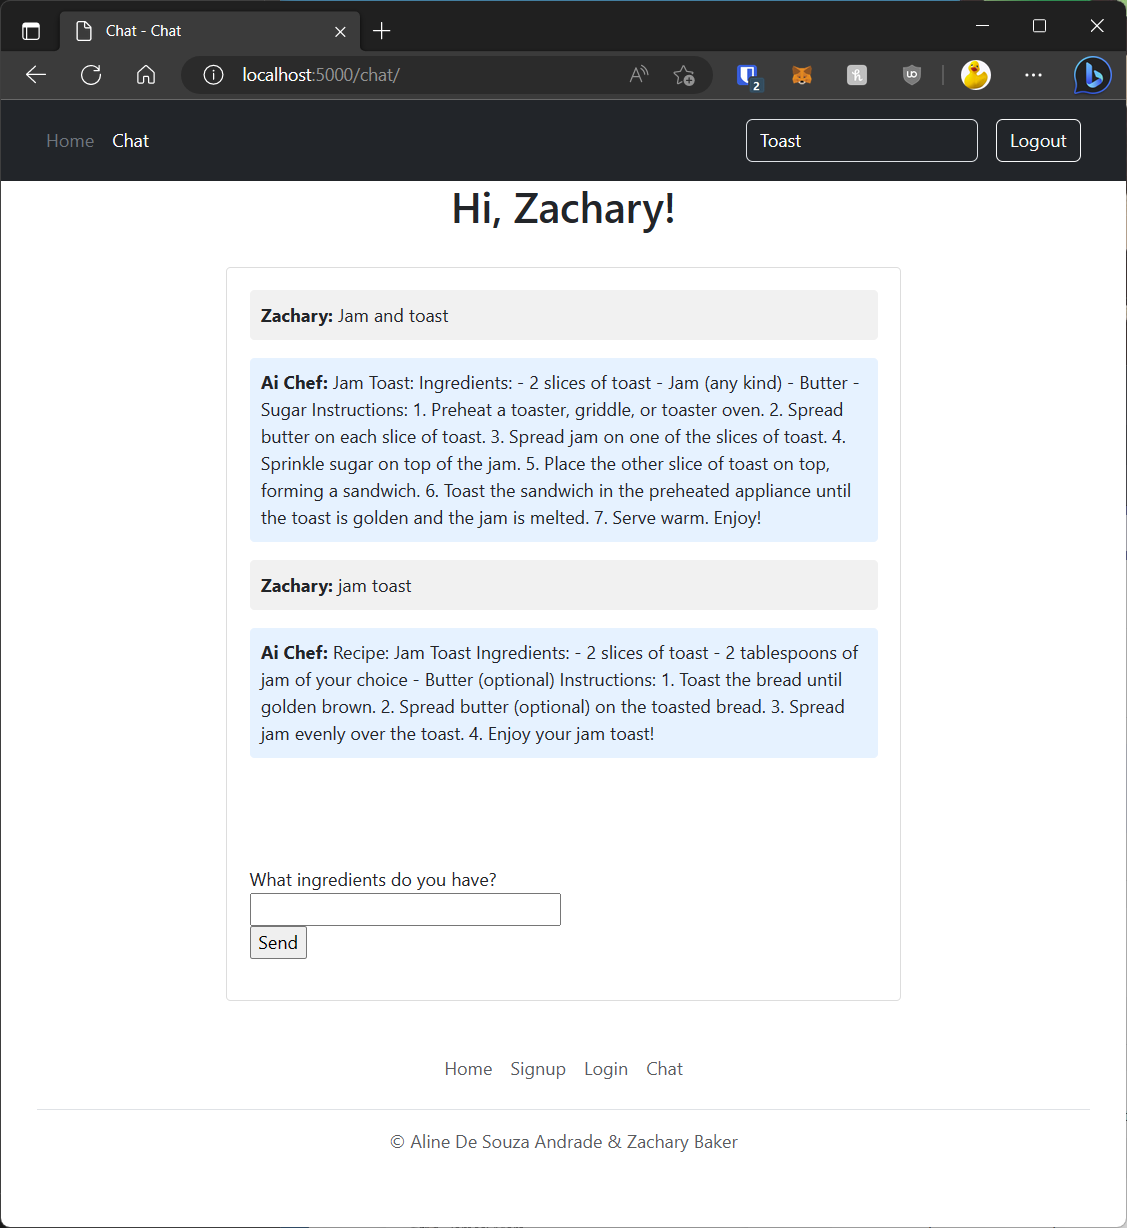 Chat - Chat
localhost:5000/chat/
2
Home Chat Toast Logout
Hi, Zachary!
Zachary: Jam and toast
Ai Chef: Jam Toast: Ingredients: - 2 slices of toast - Jam (any kind) - Butter -
Sugar Instructions: 1. Preheat a toaster, griddle, or toaster oven. 2. Spread
butter on each slice of toast. 3. Spread jam on one of the slices of toast. 4.
Sprinkle sugar on top of the jam. 5. Place the other slice of toast on top,
forming a sandwich. 6. Toast the sandwich in the preheated appliance until
the toast is golden and the jam is melted. 7. Serve warm. Enjoy!
Zachary: jam toast
Ai Chef: Recipe: Jam Toast Ingredients: - 2 slices of toast - 2 tablespoons of
jam of your choice - Butter (optional) Instructions: 1. Toast the bread until
golden brown. 2. Spread butter (optional) on the toasted bread. 3. Spread
jam evenly over the toast. 4. Enjoy your jam toast!
What ingredients do you have?
Send
Home Signup Login Chat
© Aline De Souza Andrade & Zachary Baker